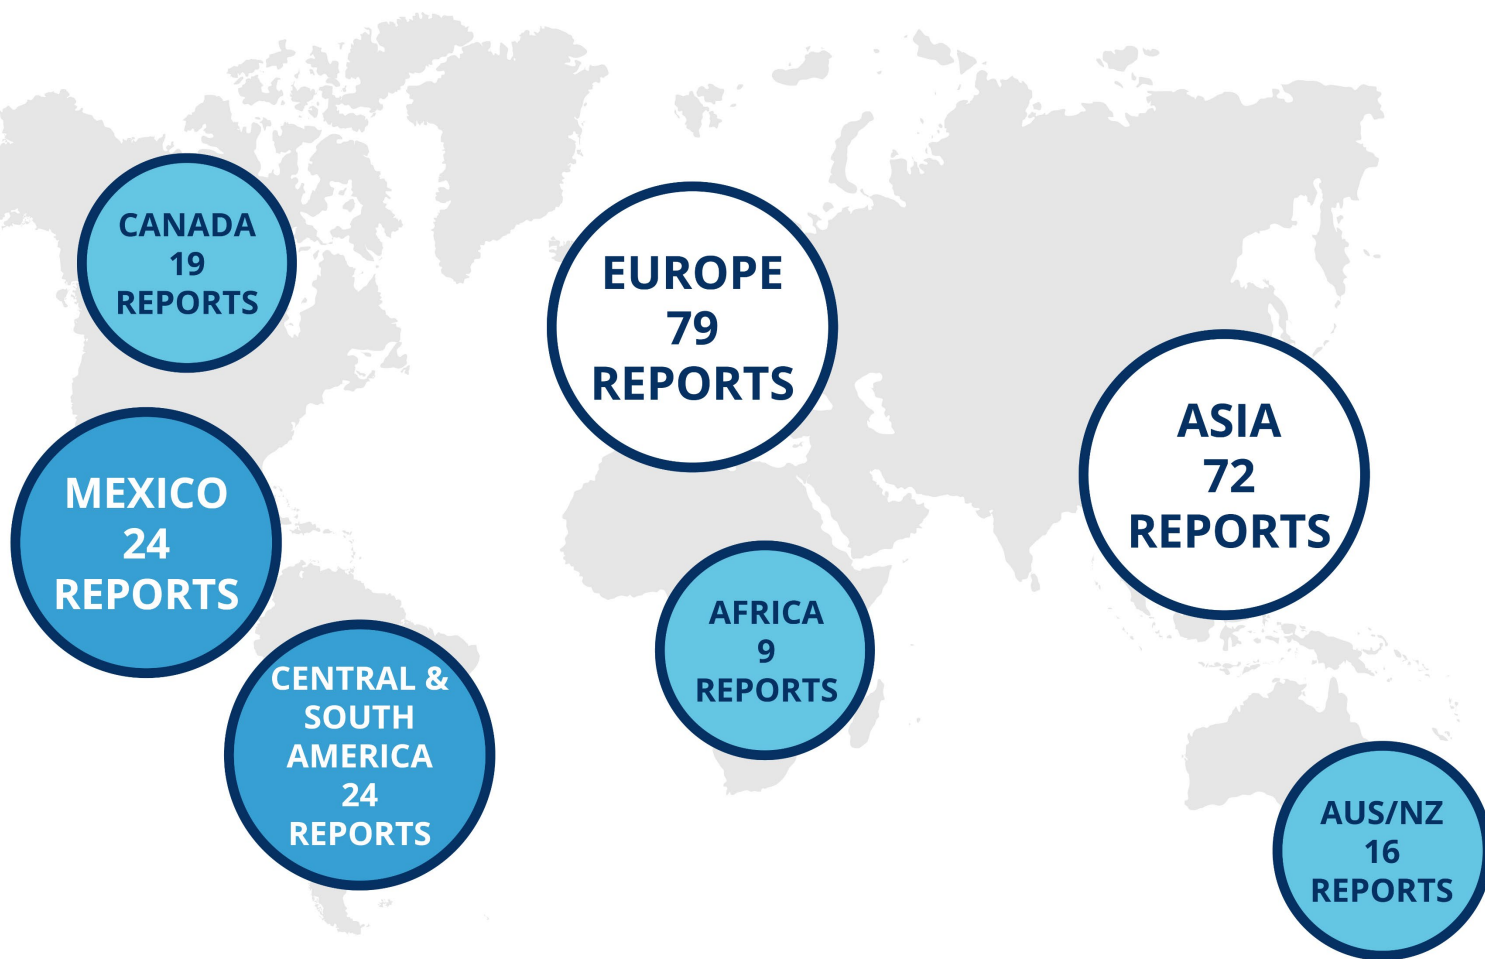 CANADA
19
REPORTS
EUROPE
79
REPORTS
ASIA
72
REPORTS
MEXICO
24
REPORTS
AFRICA
9
REPORTS
CENTRAL &
SOUTH
AMERICA
24
REPORTS
AUS/NZ
16
REPORTS